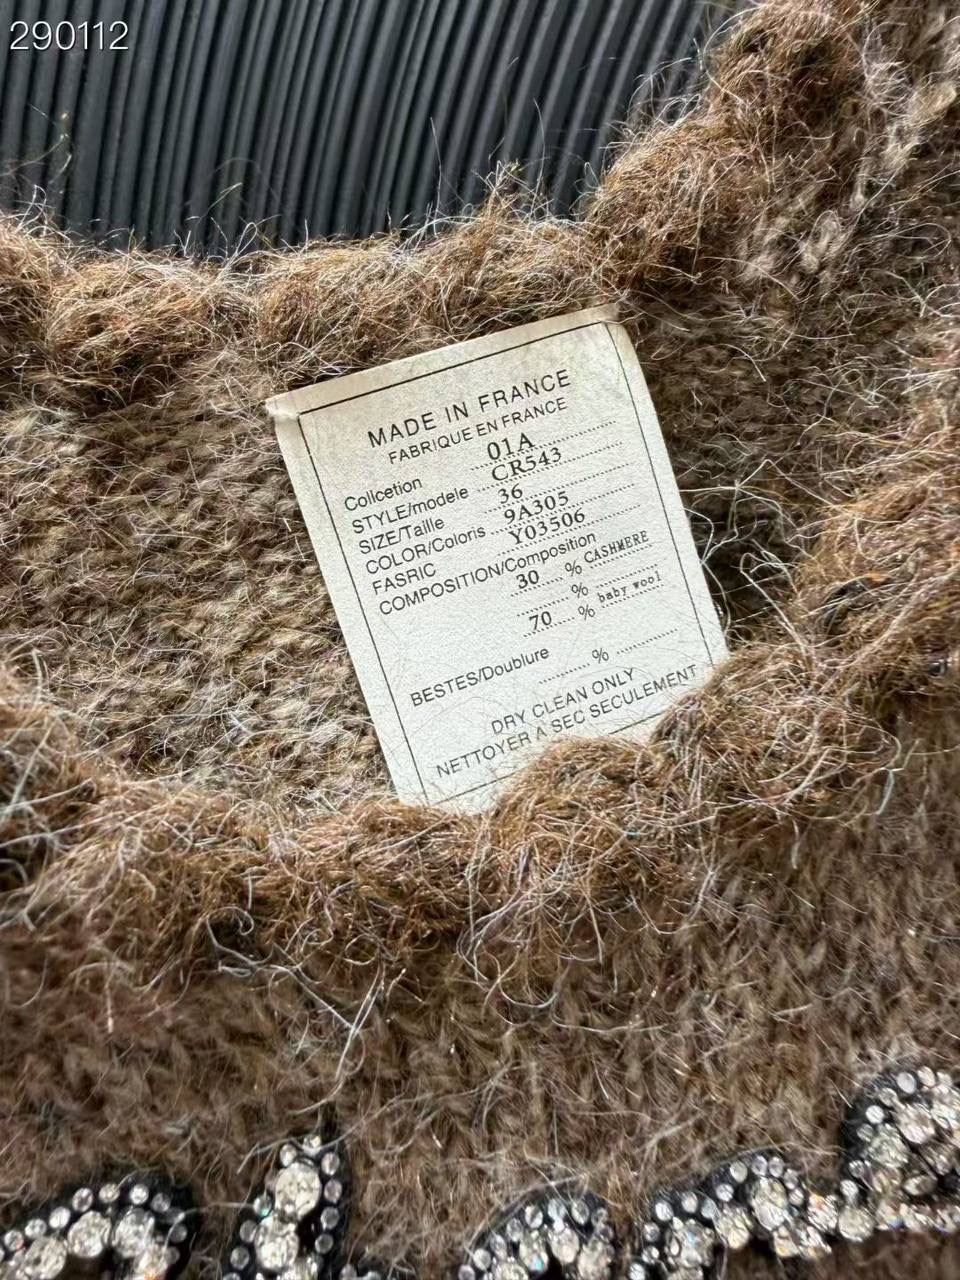 290112
MADE IN FRANCE
FABRIQUE EN FRANCE
Colicetion 01A
STYLE/modele CR543
SIZE/Taille 36
COLOR/Coloris 9A305
FASRIC Y03506
COMPOSITION/Composition
30 % CASHMERE
%
70 % baby wool
BESTES/Doublure
%
DRY CLEAN ONLY
NETTOYER A SEC SECULEMENT